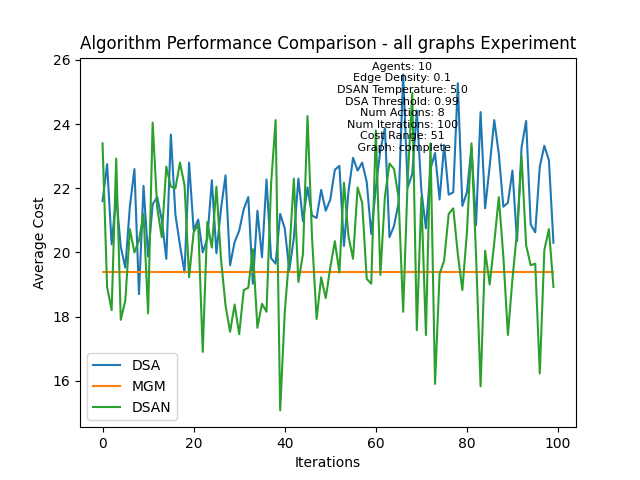 Algorithm Performance Comparison - all graphs Experiment
Agents: 10
Edge Density: 0.1
DSAN Temperature: 5.0
DSA Threshold: 0.99
Num Actions: 8
Num Iterations: 100
Cost Range: 51
Graph: complete
26
24
22
20
18
16
Average Cost
DSA
MGM
DSAN
0
20
40
60
80
100
Iterations